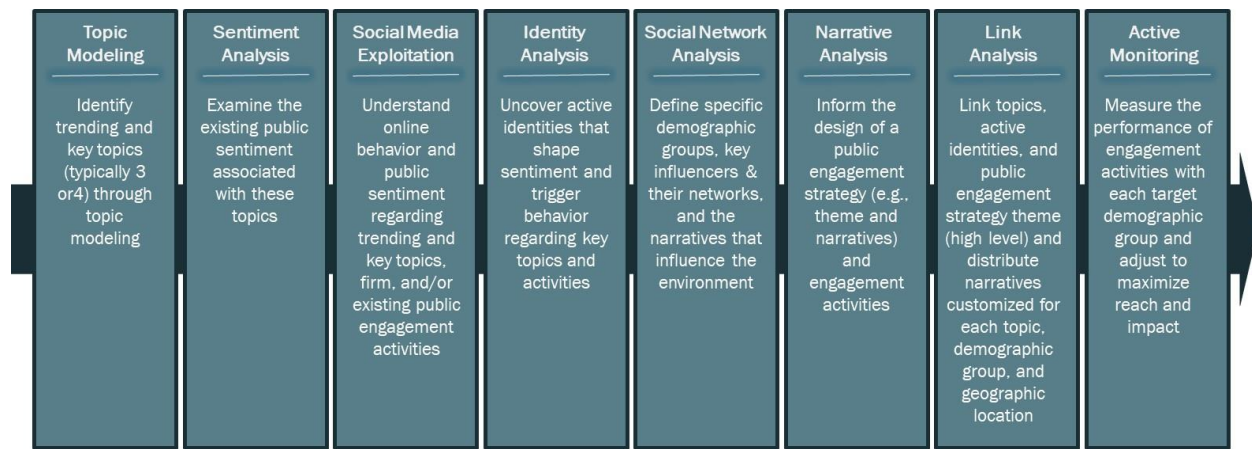 Topic
Modeling
Identify
trending and
key topics
(typically 3
or4) through
topic
modeling
Sentiment
Analysis
Examine the
existing public
sentiment
associated
with these
topics
Social Media
Exploitation
Understand
online
behavior and
public
sentiment
regarding
trending and
key topics,
firm, and/or
existing public
engagement
activities
Identity
Analysis
Uncover active
identities that
shape
sentiment and
trigger
behavior
regarding key
topics and
activities
Social Network
Analysis
Define specific
demographic
groups, key
influencers &
their networks,
and the
narratives that
influence the
environment
Narrative
Analysis
Inform the
design of a
public
engagement
strategy (e.g.,
theme and
narratives)
and
engagement
activities
Link
Analysis
Link topics,
active
identities, and
public
engagement
strategy theme
(high level) and
distribute
narratives
customized for
each topic,
demographic
group, and
geographic
location
Active
Monitoring
Measure the
performance of
engagement
activities with
each target
demographic
group and
adjust to
maximize
reach and
impact